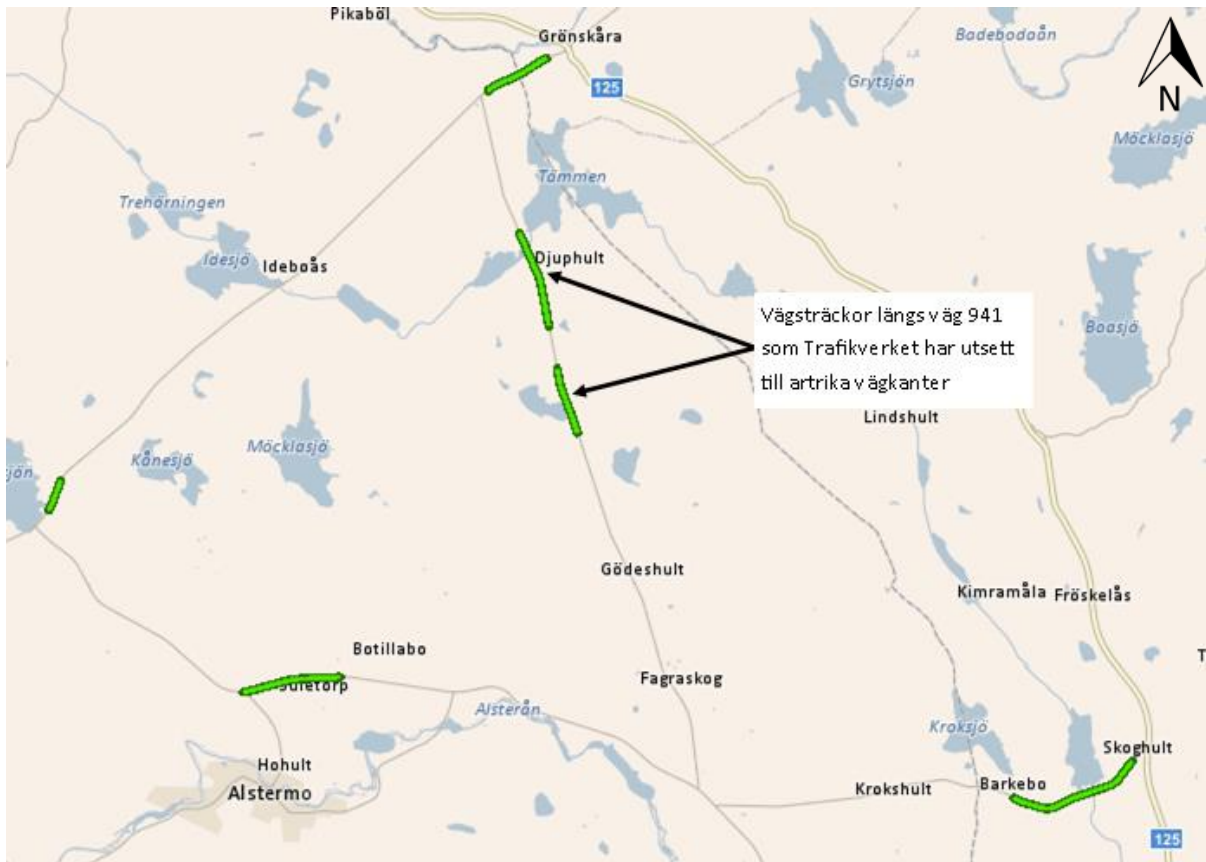 Pikaböl
Grönskåra
Badebodaån
125
Grytsjön
N
Möcklasjö
Tämmen
Trehörningen
Idesjö
Ideboås
Djuphult
Vägsträckor längs väg 941
som Trafikverket har utsett
till artrika vägkanter
Boasjö
Lindshult
Möcklasjö
Kånesjö
sjön
Gödeshult
Kimramåla
Fröskelås
Botillabo
T
Fagraskog
Alsterån
Kroksjö
Skoghult
Hohult
Alstermo
Krokshult
Barkebo
125